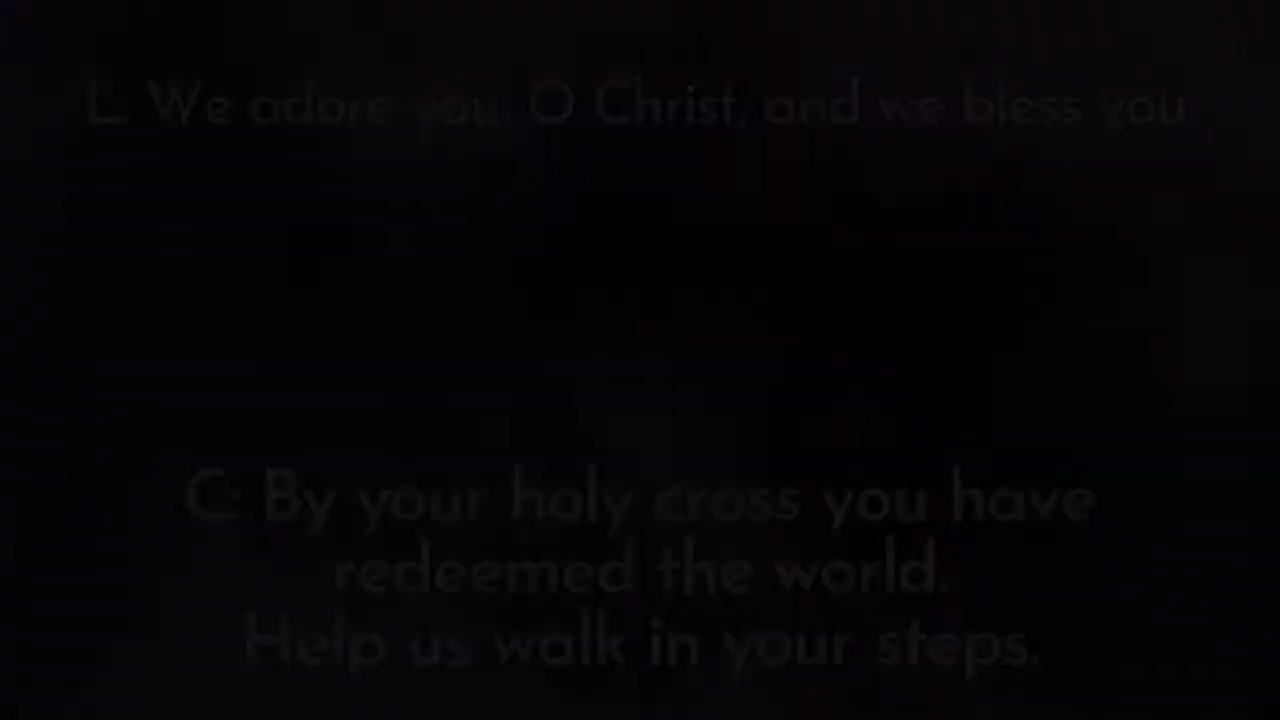 L: We adore you, O Christ, and we bless you
C: By your holy cross you have
redeemed the world.
Help us walk in your steps.